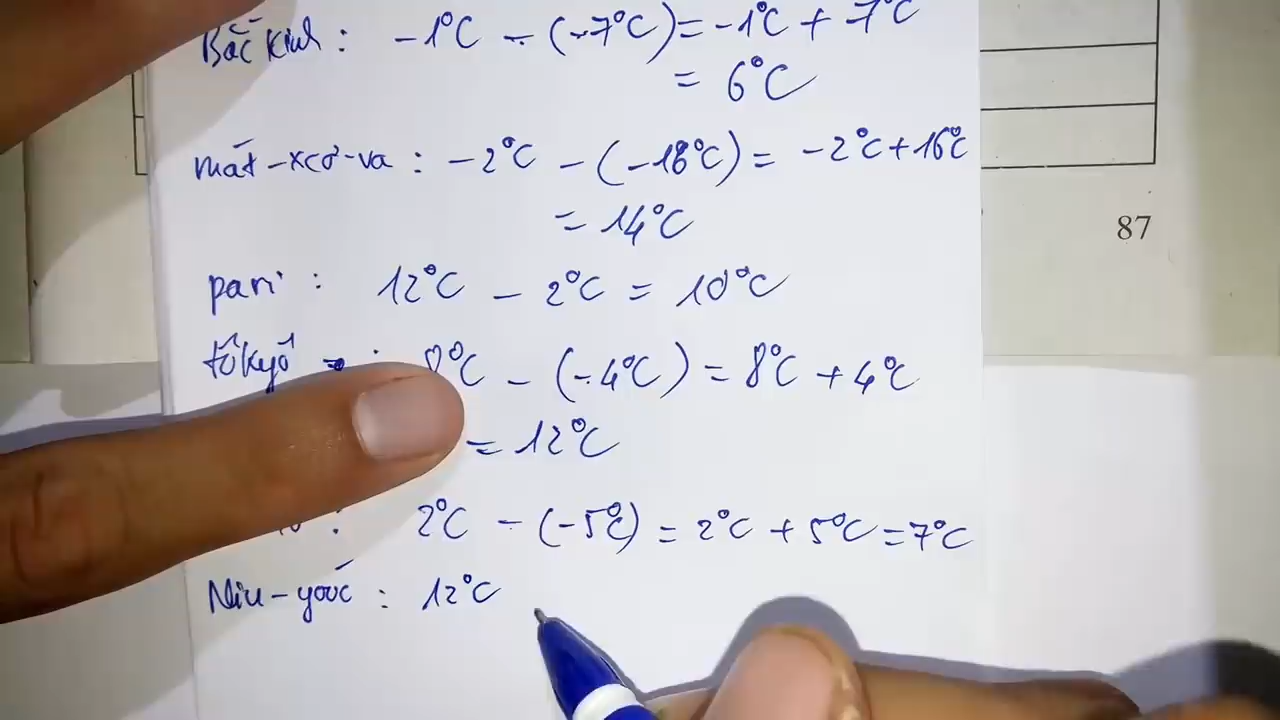 Bắc Kinh : -1°C - (-7°C) = -1°C + 7°C
= 6°C
mát-xcơ-va : -2°C - (-16°C) = -2°C + 16°C
= 14°C
87
pari : 12°C - 2°C = 10°C
tôkyô : 8°C - (-4°C) = 8°C + 4°C
= 12°C
: 2°C - (-5°C) = 2°C + 5°C = 7°C
Niu-yoóc : 12°C